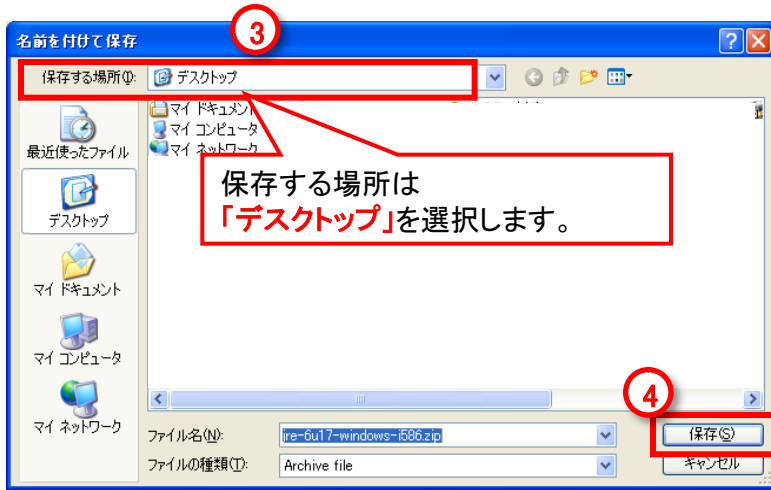 ③
名前を付けて保存
保存する場所(I):
デスクトップ
マイ ドキュメント
マイ コンピュータ
マイ ネットワーク
最近使ったファイル
デスクトップ
マイ ドキュメント
マイ コンピュータ
マイ ネットワーク
保存する場所は
「デスクトップ」を選択します。
④
ファイル名(N):
jre-6u17-windows-i586.zip
保存(S)
ファイルの種類(T):
Archive file
キャンセル